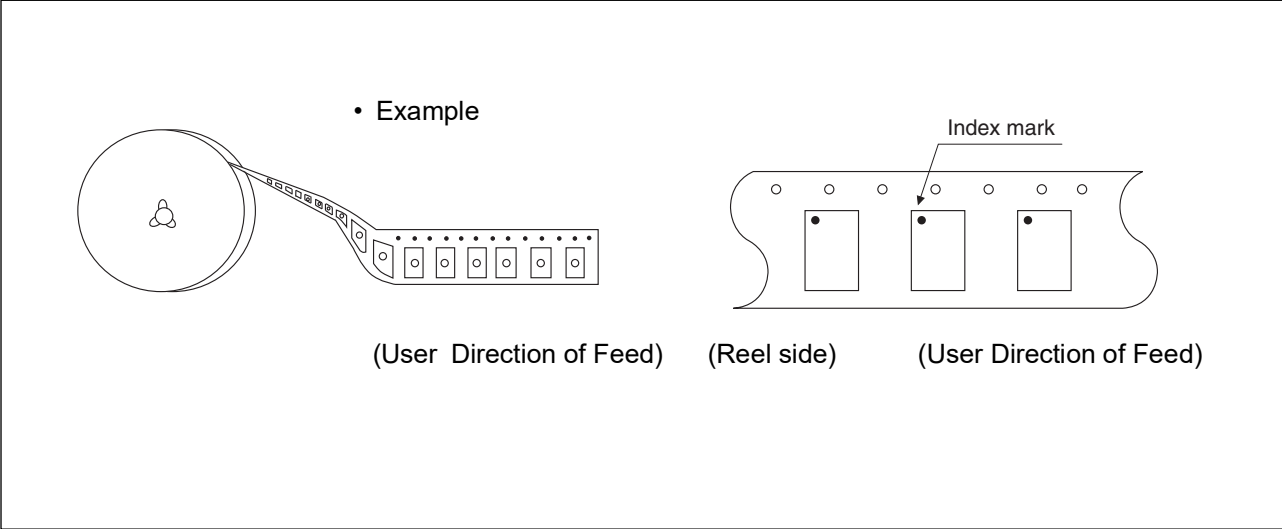 • Example
Index mark
(User  Direction of Feed)
(Reel side)
(User Direction of Feed)